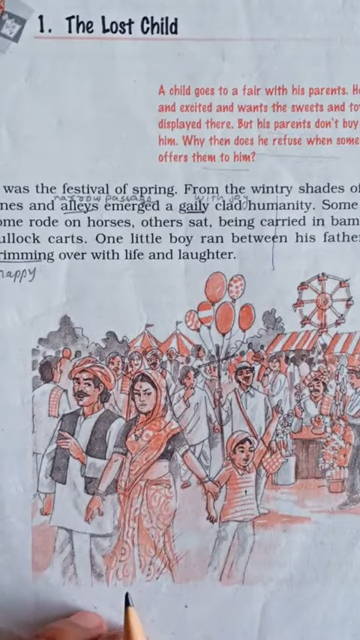 1. The Lost Child
A child goes to a fair with his parents. He
and excited and wants the sweets and to
displayed there. But his parents don't buy
him. Why then does he refuse when some
offers them to him?
was the festival of spring. From the wintry shades of
narrow passage with joy
nes and alleys emerged a gaily clad humanity. Some
ome rode on horses, others sat, being carried in bam
ullock carts. One little boy ran between his father
rimming over with life and laughter.
happy